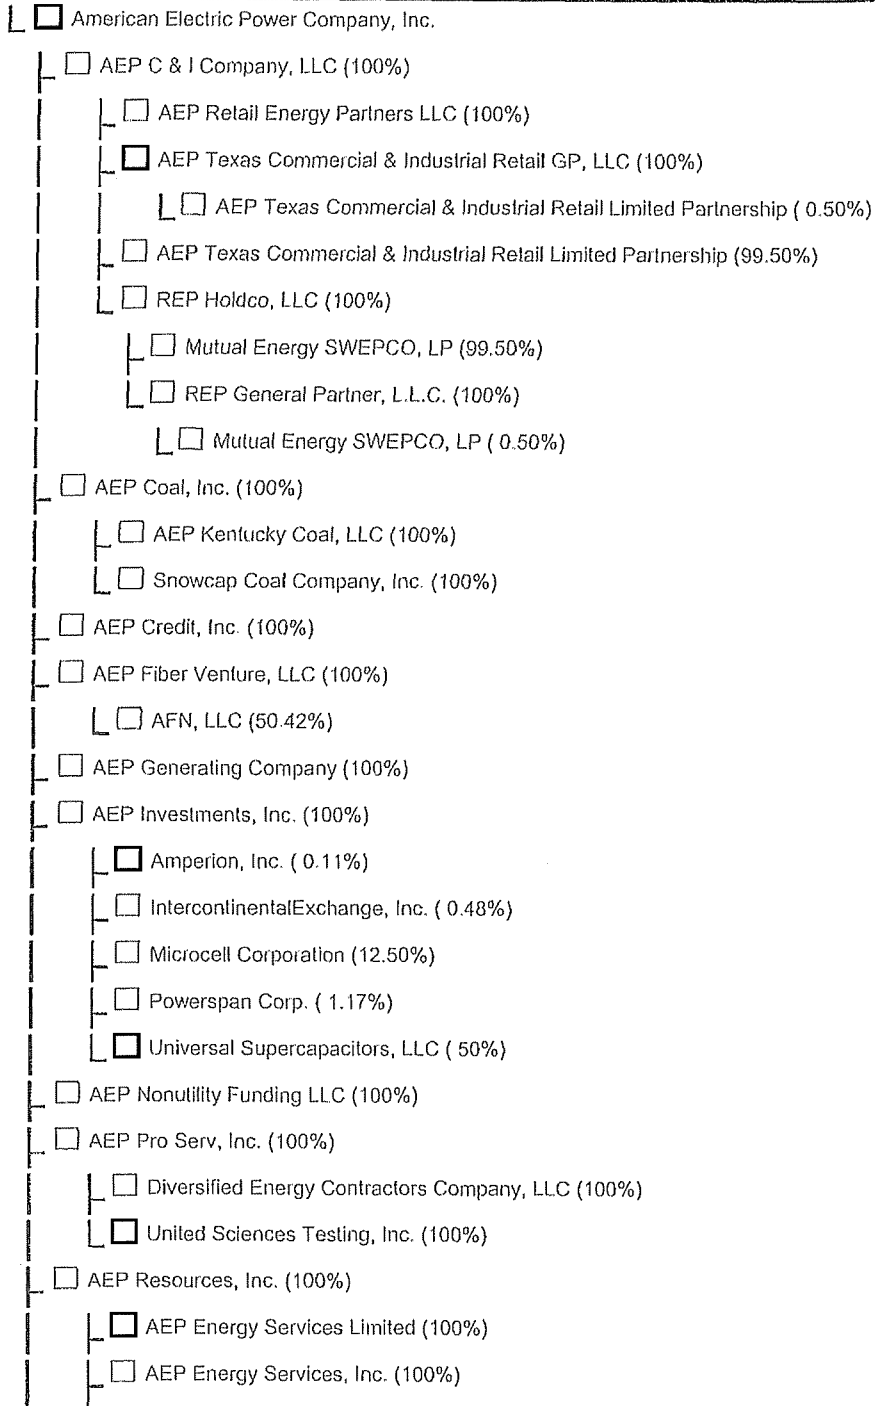 American Electric Power Company, Inc.
AEP C & I Company, LLC (100%)
AEP Retail Energy Partners LLC (100%)
AEP Texas Commercial & Industrial Retail GP, LLC (100%)
AEP Texas Commercial & Industrial Retail Limited Partnership ( 0.50%)
AEP Texas Commercial & Industrial Retail Limited Partnership (99.50%)
REP Holdco, LLC (100%)
Mutual Energy SWEPCO, LP (99.50%)
REP General Partner, L.L.C. (100%)
Mutual Energy SWEPCO, LP ( 0.50%)
AEP Coal, Inc. (100%)
AEP Kentucky Coal, LLC (100%)
Snowcap Coal Company, Inc. (100%)
AEP Credit, Inc. (100%)
AEP Fiber Venture, LLC (100%)
AFN, LLC (50.42%)
AEP Generating Company (100%)
AEP Investments, Inc. (100%)
Amperion, Inc. ( 0.11%)
IntercontinentalExchange, Inc. ( 0.48%)
Microcell Corporation (12.50%)
Powerspan Corp. ( 1.17%)
Universal Supercapacitors, LLC ( 50%)
AEP Nonutility Funding LLC (100%)
AEP Pro Serv, Inc. (100%)
Diversified Energy Contractors Company, LLC (100%)
United Sciences Testing, Inc. (100%)
AEP Resources, Inc. (100%)
AEP Energy Services Limited (100%)
AEP Energy Services, Inc. (100%)